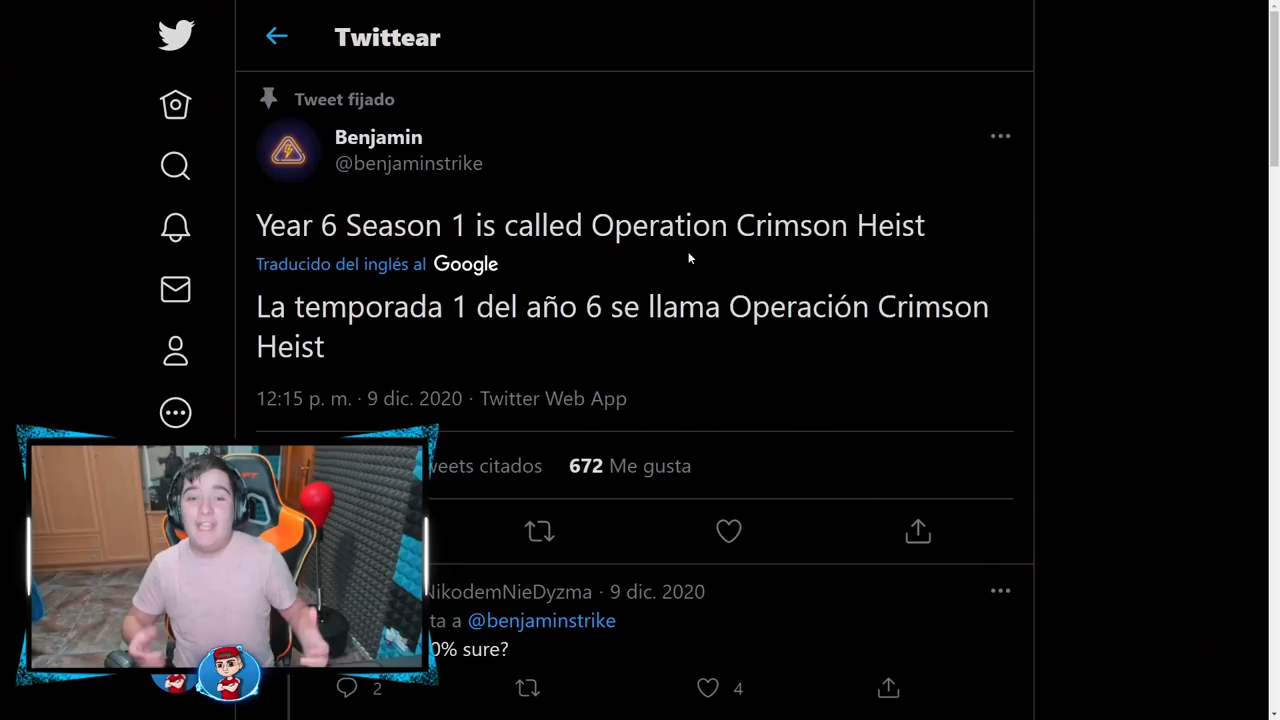 Twittear
Tweet fijado
Benjamin
@benjaminstrike
Year 6 Season 1 is called Operation Crimson Heist
Traducido del inglés al Google
La temporada 1 del año 6 se llama Operación Crimson
Heist
12:15 p. m. · 9 dic. 2020 · Twitter Web App
weets citados 672 Me gusta
NikodemNieDyzma · 9 dic. 2020
ta a @benjaminstrike
0% sure?
2 4